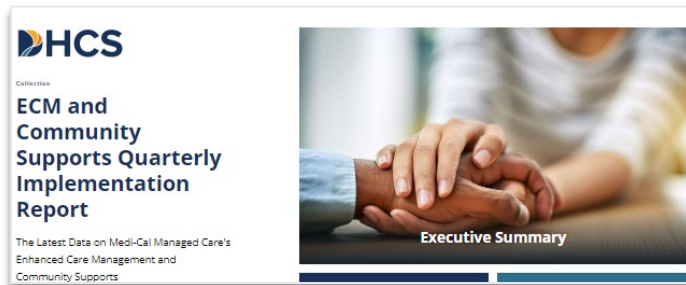 DHCS
Collection
ECM and
Community
Supports Quarterly
Implementation
Report
The Latest Data on Medi-Cal Managed Care's
Enhanced Care Management and
Community Supports
Executive Summary